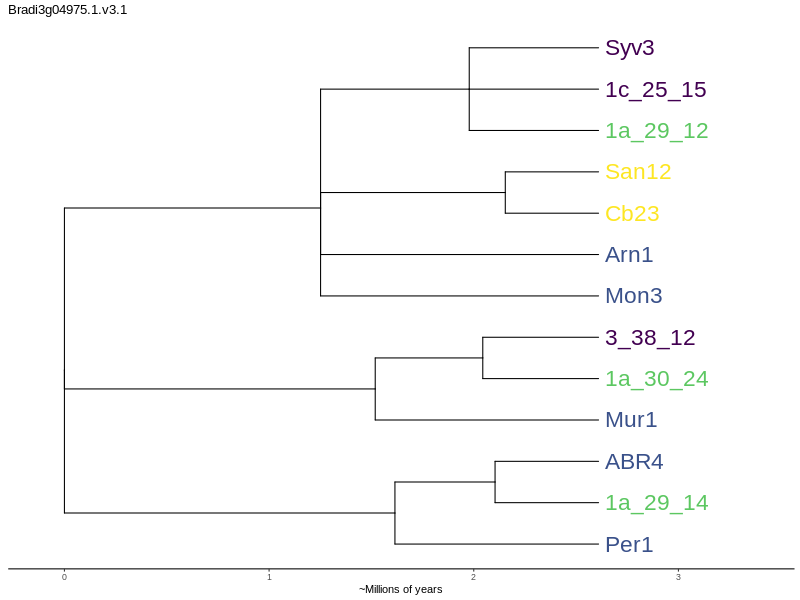 Bradi3g04975.1.v3.1
Syv3
1c_25_15
1a_29_12
San12
Cb23
Arn1
Mon3
3_38_12
1a_30_24
Mur1
ABR4
1a_29_14
Per1
0 1 2 3
~Millions of years